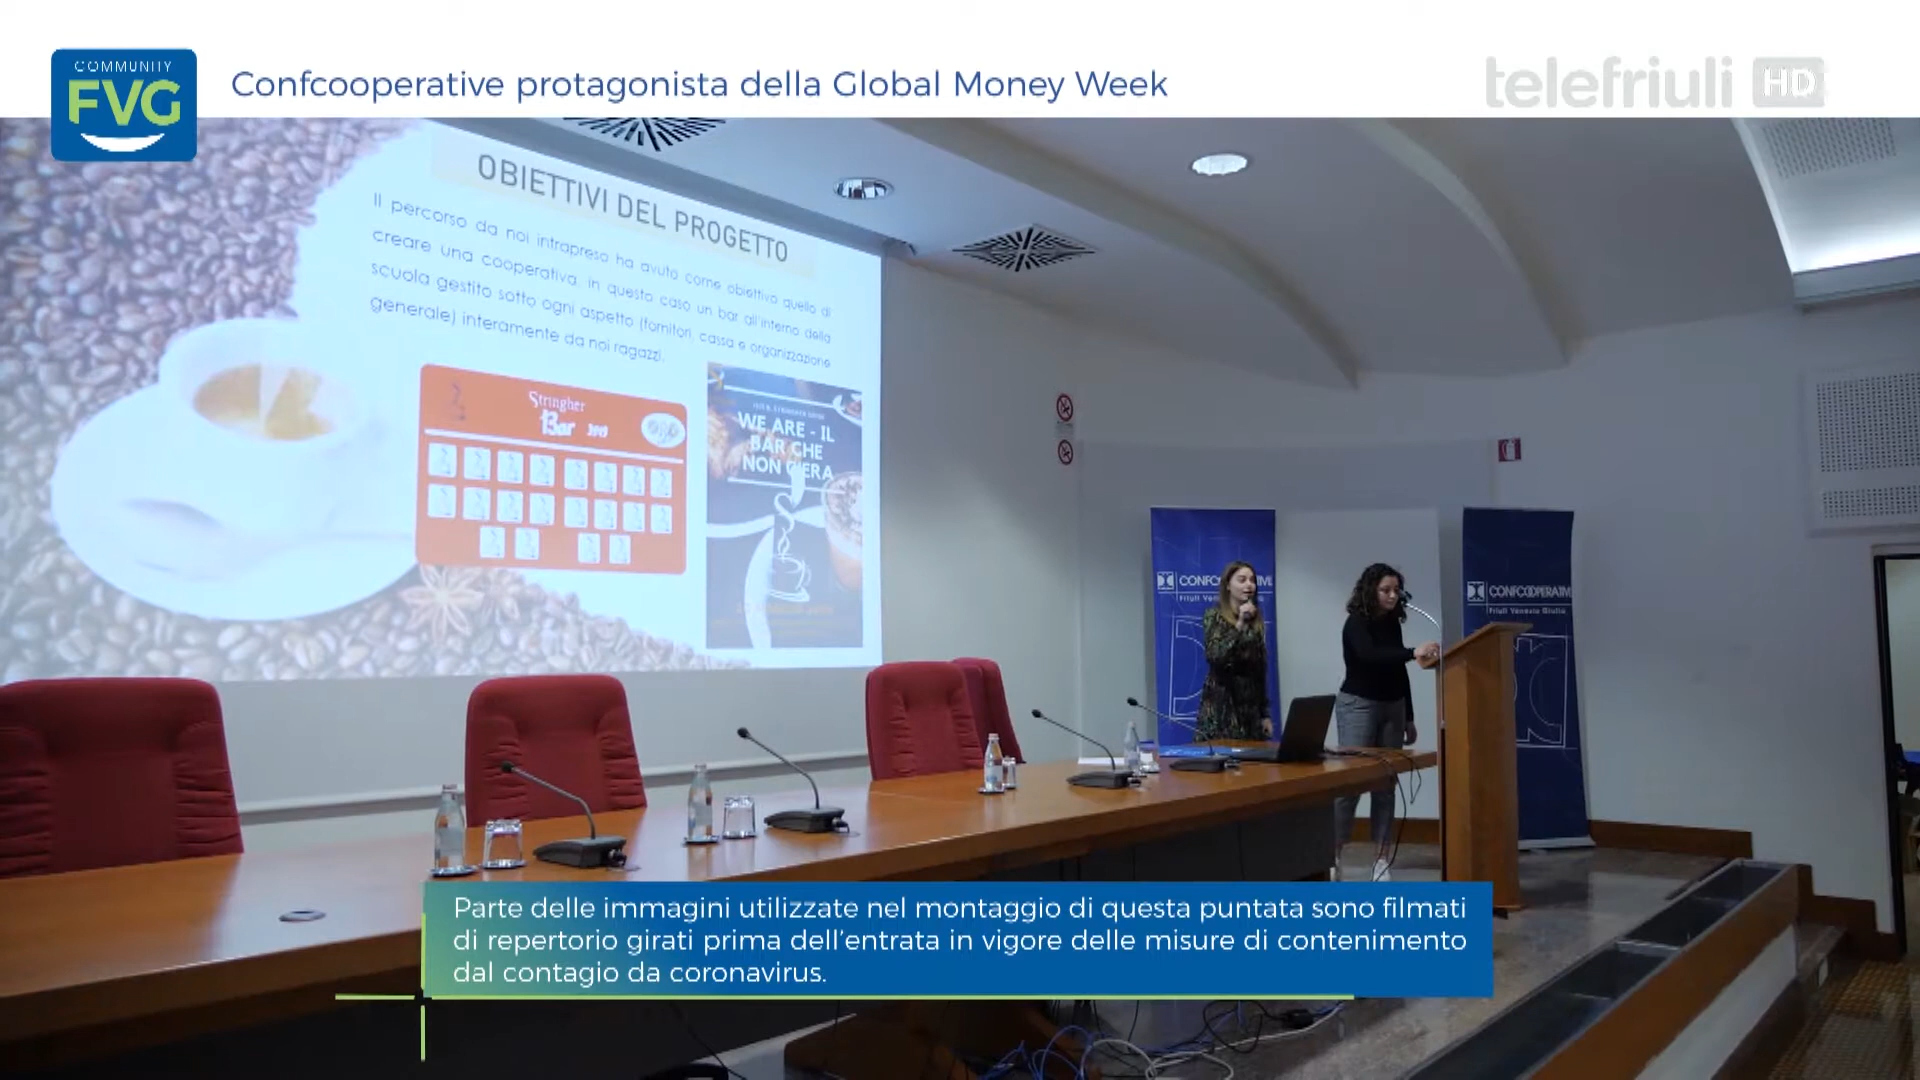 COMMUNITY
FVG
Confcooperative protagonista della Global Money Week
telefriuli HD
OBIETTIVI DEL PROGETTO
Il percorso da noi intrapreso ha avuto come obiettivo quello di
creare una cooperativa, in questo caso un bar all'interno della
scuola gestito sotto ogni aspetto (fornitori, cassa e organizzazione
generale) interamente da noi ragazzi.
Stringher
Bar
WE ARE - IL
BAR CHE
NON C'ERA
CONFCOOPERATIVE
Friuli Venezia Giulia
CONFCOOPERATIVE
Friuli Venezia Giulia
Parte delle immagini utilizzate nel montaggio di questa puntata sono filmati
di repertorio girati prima dell'entrata in vigore delle misure di contenimento
dal contagio da coronavirus.